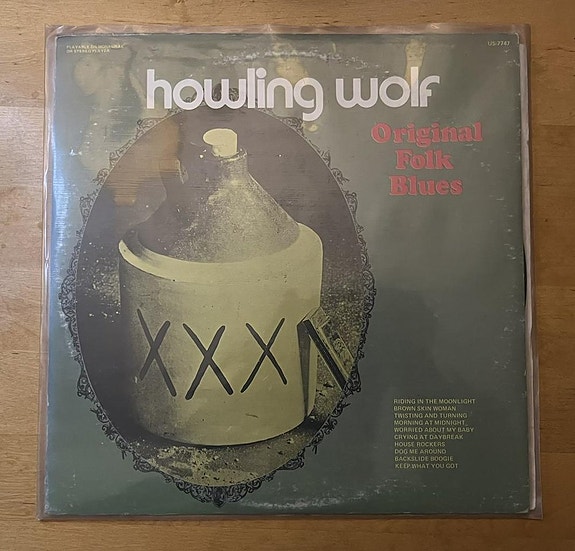 PLAYABLE ON MONAURAL
OR STEREO PLAYER
US-7747
howling wolf
Original
Folk
Blues
XXX
RIDING IN THE MOONLIGHT
BROWN SKIN WOMAN
TWISTING AND TURNING
MORNING AT MIDNIGHT
WORRIED ABOUT MY BABY
CRYING AT DAYBREAK
HOUSE ROCKERS
DOG ME AROUND
BACKSLIDE BOOGIE
KEEP WHAT YOU GOT